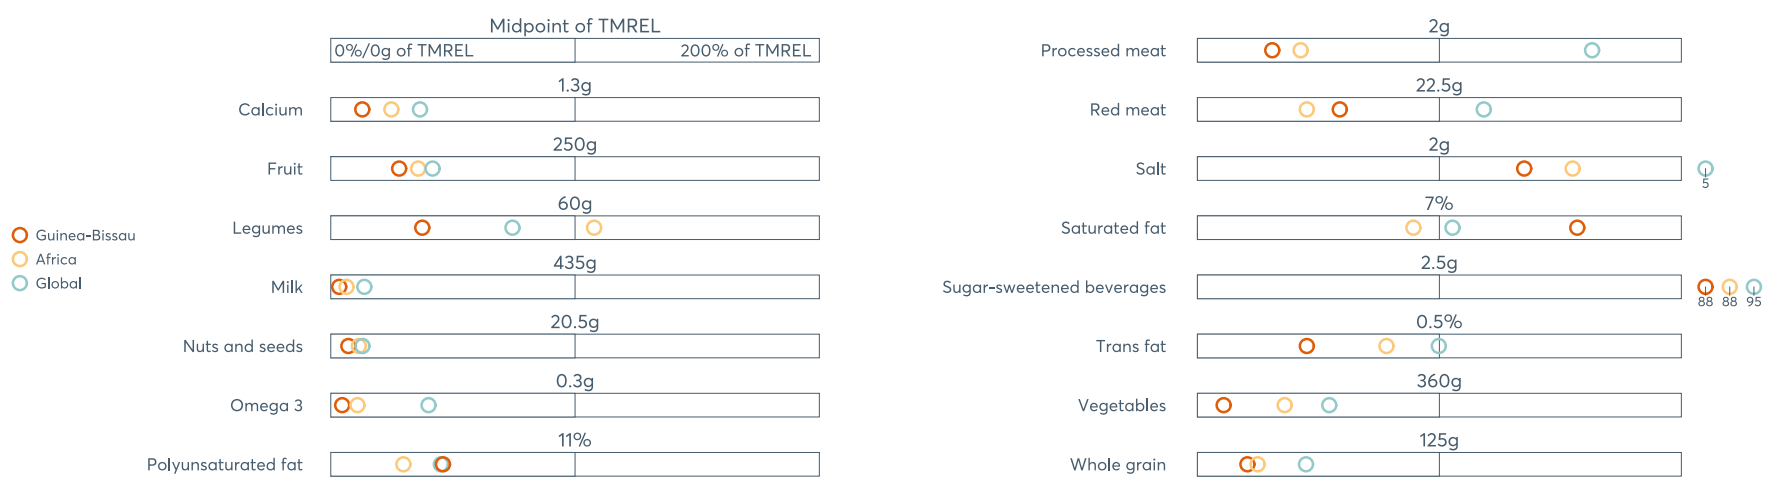 Midpoint of TMREL
0%/0g of TMREL 200% of TMREL
1.3g
Calcium
250g
Fruit
60g
Legumes
435g
Milk
20.5g
Nuts and seeds
0.3g
Omega 3
11%
Polyunsaturated fat
Guinea-Bissau
Africa
Global
2g
Processed meat
22.5g
Red meat
2g
Salt
5
7%
Saturated fat
2.5g
Sugar-sweetened beverages
88 88 95
0.5%
Trans fat
360g
Vegetables
125g
Whole grain